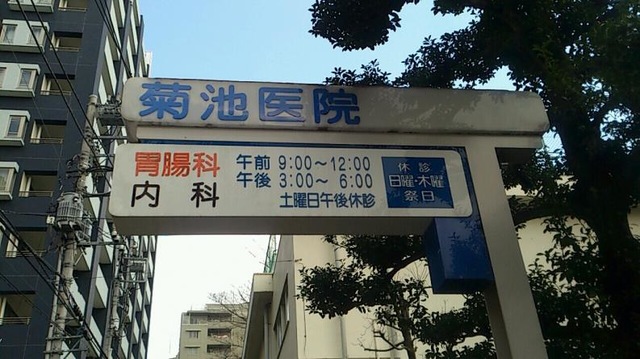 菊池医院
胃腸科
内科
午前 9:00～12:00
午後 3:00～ 6:00
土曜日午後休診
休診
日曜・木曜
祭日